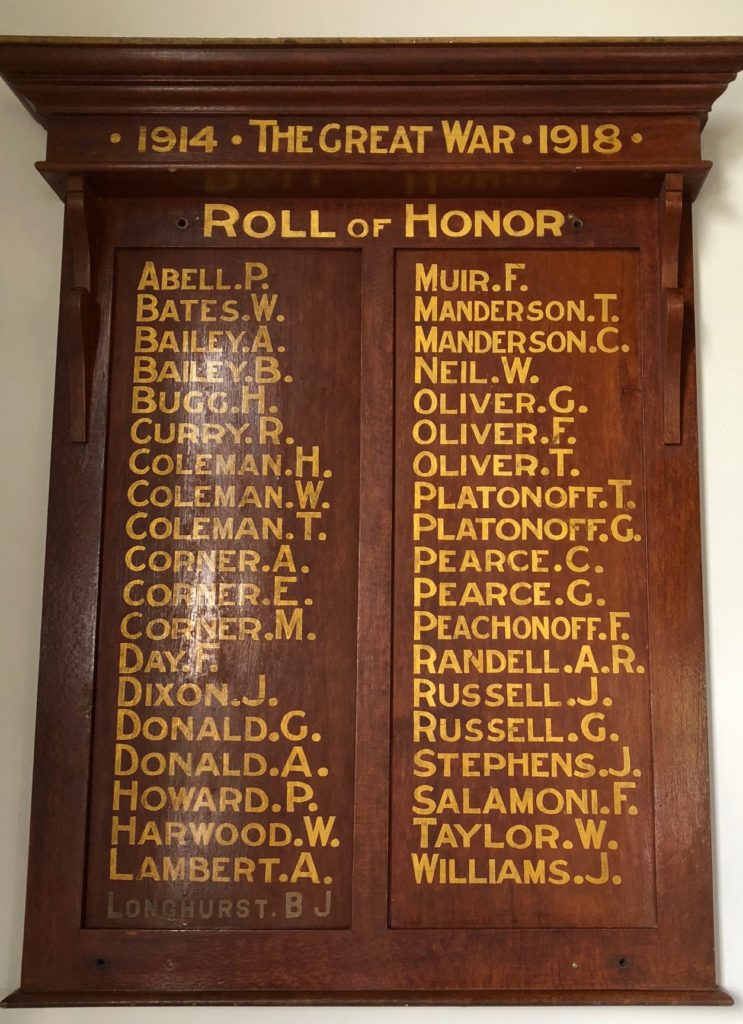 • 1914 • THE GREAT WAR • 1918 •
ROLL OF HONOR
ABELL.P.
BATES.W.
BAILEY.A.
BAILEY.B.
BUGG.H.
CURRY.R.
COLEMAN.H.
COLEMAN.W.
COLEMAN.T.
CORNER.A.
CORNER.E.
CORNER.M.
DAY.F.
DIXON.J.
DONALD.G.
DONALD.A.
HOWARD.P.
HARWOOD.W.
LAMBERT.A.
LONGHURST. B J
MUIR.F.
MANDERSON.T.
MANDERSON.C.
NEIL.W.
OLIVER.G.
OLIVER.F.
OLIVER.T.
PLATONOFF.T.
PLATONOFF.G.
PEARCE.C.
PEARCE.G.
PEACHONOFF.F.
RANDELL.A.R.
RUSSELL.J.
RUSSELL.G.
STEPHENS.J.
SALAMONI.F.
TAYLOR.W.
WILLIAMS.J.